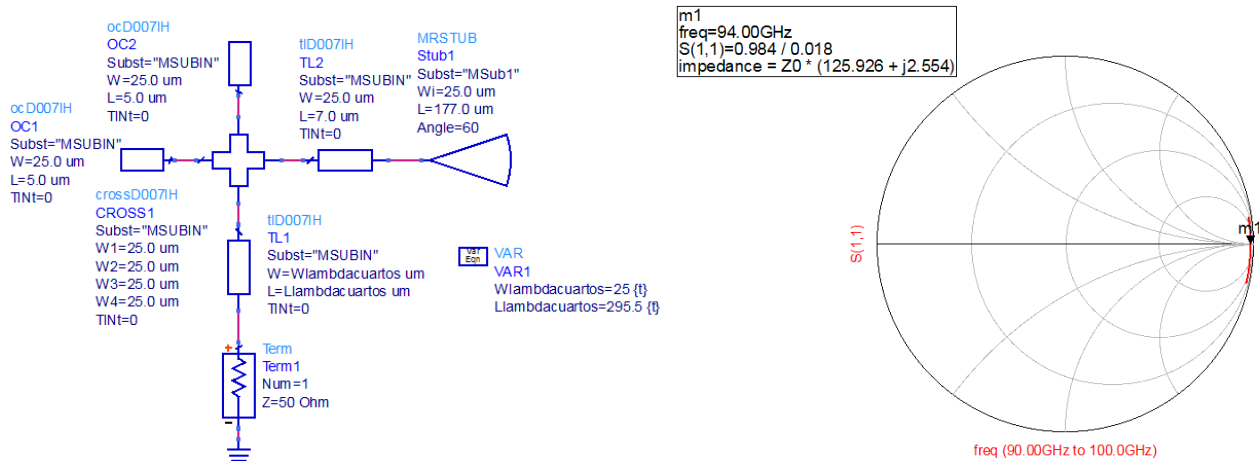 ocD007IH
OC2
Subst="MSUBIN"
W=25.0 um
L=5.0 um
TINt=0
ocD007IH
OC1
Subst="MSUBIN"
W=25.0 um
L=5.0 um
TINt=0
tlD007IH
TL2
Subst="MSUBIN"
W=25.0 um
L=7.0 um
TINt=0
MRSTUB
Stub1
Subst="MSub1"
Wi=25.0 um
L=177.0 um
Angle=60
crossD007IH
CROSS1
Subst="MSUBIN"
W1=25.0 um
W2=25.0 um
W3=25.0 um
W4=25.0 um
TINt=0
tlD007IH
TL1
Subst="MSUBIN"
W=Wlambdacuartos um
L=Llambdacuartos um
TINt=0
Var
Eqn
VAR
VAR1
Wlambdacuartos=25 {t}
Llambdacuartos=295.5 {t}
+
Term
Term1
Num=1
Z=50 Ohm
-
m1
freq=94.00GHz
S(1,1)=0.984 / 0.018
impedance = Z0 * (125.926 + j2.554)
S(1,1)
m1
freq (90.00GHz to 100.0GHz)